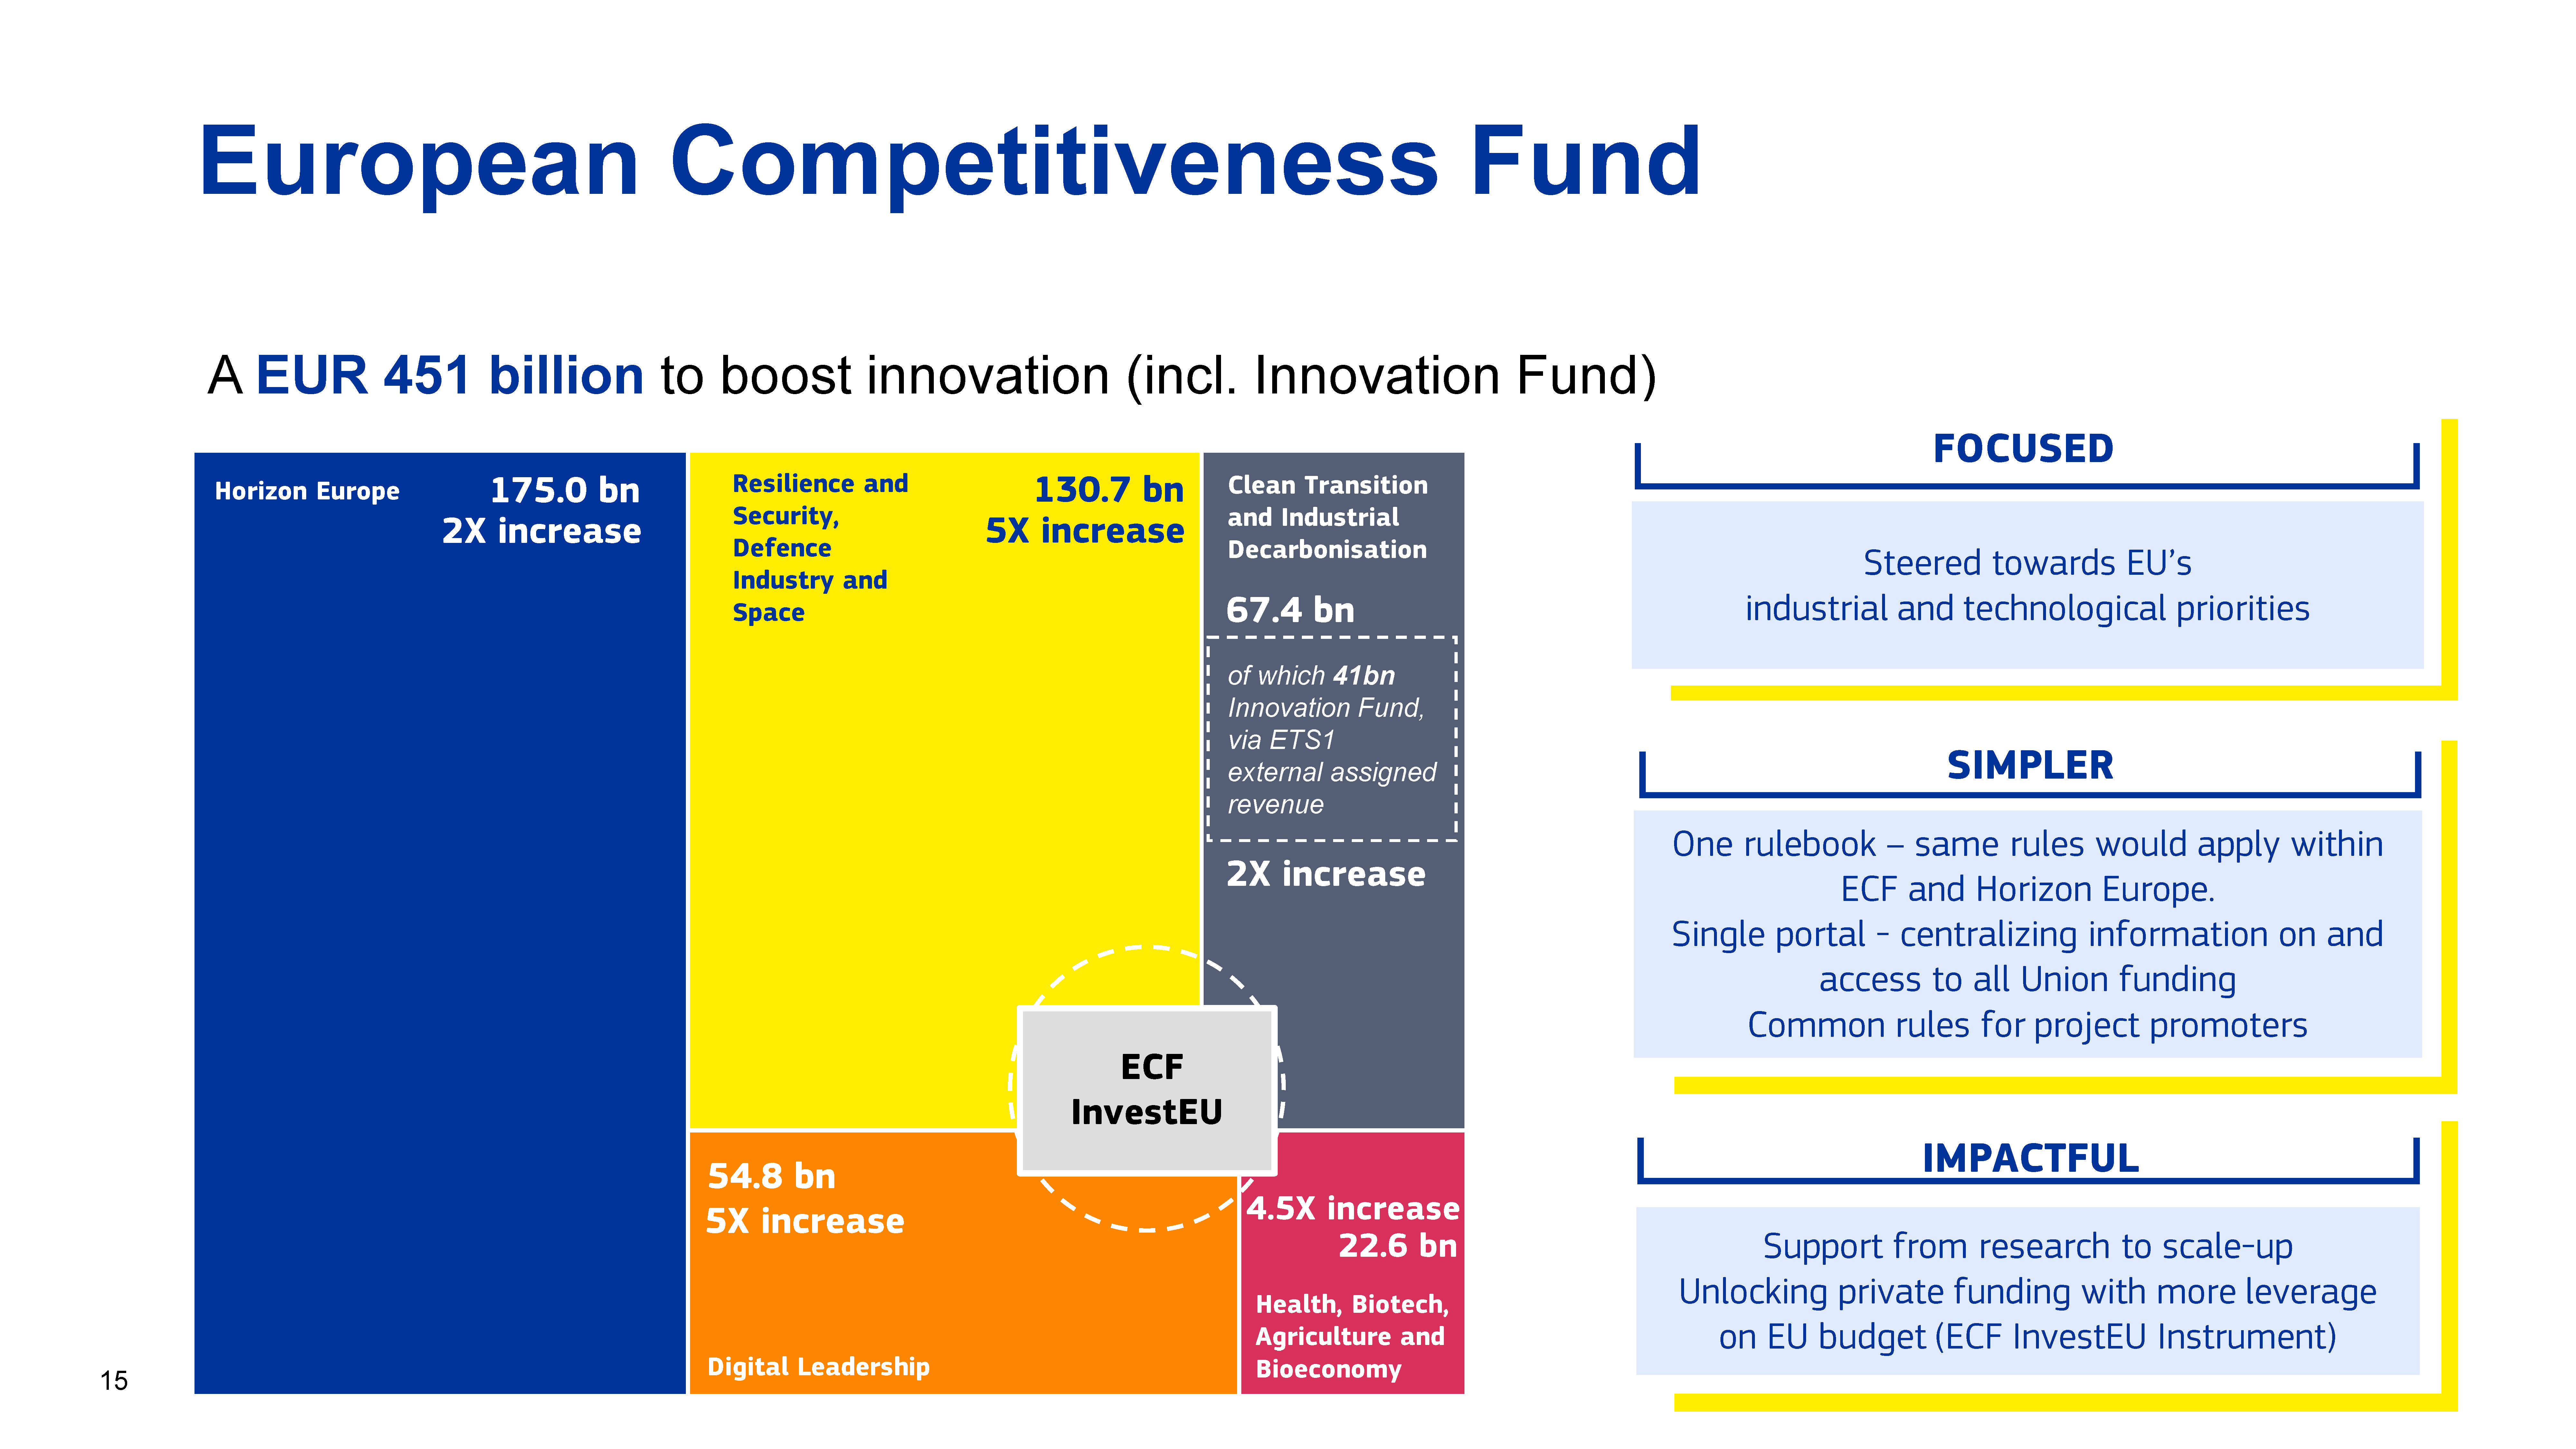 European Competitiveness Fund
A EUR 451 billion to boost innovation (incl. Innovation Fund)
Horizon Europe
175.0 bn
2X increase
Resilience and
Security,
Defence
Industry and
Space
130.7 bn
5X increase
Clean Transition
and Industrial
Decarbonisation
67.4 bn
of which 41bn
Innovation Fund,
via ETS1
external assigned
revenue
2X increase
ECF
InvestEU
54.8 bn
5X increase
Digital Leadership
4.5X increase
22.6 bn
Health, Biotech,
Agriculture and
Bioeconomy
FOCUSED
Steered towards EU’s
industrial and technological priorities
SIMPLER
One rulebook – same rules would apply within
ECF and Horizon Europe.
Single portal - centralizing information on and
access to all Union funding
Common rules for project promoters
IMPACTFUL
Support from research to scale-up
Unlocking private funding with more leverage
on EU budget (ECF InvestEU Instrument)
15